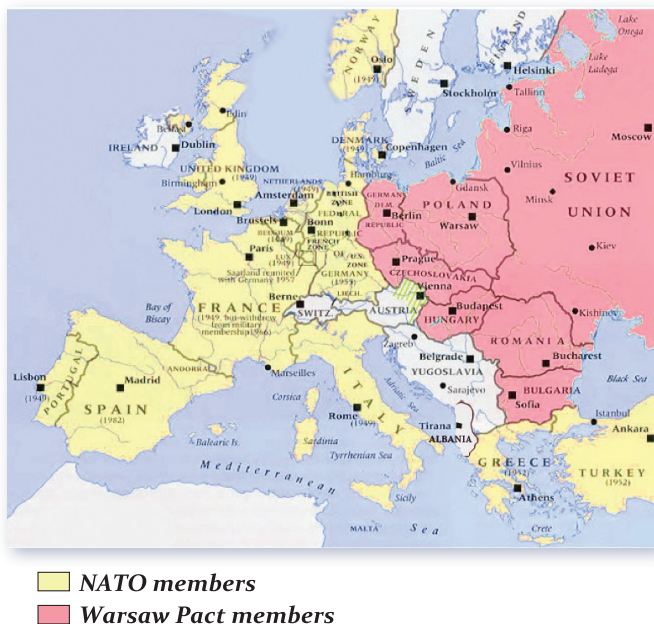 Lake
Onega
NORWAY
Oslo
(1949)
SWEDEN
FINLAND
Helsinki
Lake
Ladega
Stockholm
Tallinn
Riga
Moscow
Belfast
Edin
IRELAND
Dublin
DENMARK
(1949)
Copenhagen
Baltic Sea
Vilnius
SOVIET
UNION
Minsk
UNITED KINGDOM
(1949)
Birmingham
London
NETHERLANDS
(1949)
Amsterdam
Hamburg
BRITISH
ZONE
Gdansk
GERMAN
DEM.
REPUBLIC
Berlin
POLAND
Warsaw
Brussels
BELGIUM
(1949)
Bonn
FEDERAL
REPUBLIC
OF
GERMANY
(1955)
FRENCH
ZONE
U.S.
ZONE
LUX.
(1949)
Kiev
Paris
Saarland reunited
with Germany 1957
Prague
CZECHOSLOVAKIA
Bay of
Biscay
FRANCE
(1949, but withdrew
from military
membership1966)
Berne
LIECH.
SWITZ.
AUSTRIA
Vienna
Budapest
HUNGARY
Kishinov
ROMANIA
Bucharest
Zagreb
Belgrade
YUGOSLAVIA
Sarajevo
ANDORRA
Marseilles
Corsica
Adriatic Sea
BULGARIA
Sofia
Black Sea
Lisbon
(1949)
PORTUGAL
Madrid
SPAIN
(1982)
ITALY
Rome
(1949)
Tirana
ALBANIA
Istanbul
Ankara
Balearic Is.
Sardinia
Tyrrhenian Sea
Mediterranean
Sea
Sicily
GREECE
(1952)
Athens
TURKEY
(1952)
MALTA
Crete
NATO members
Warsaw Pact members